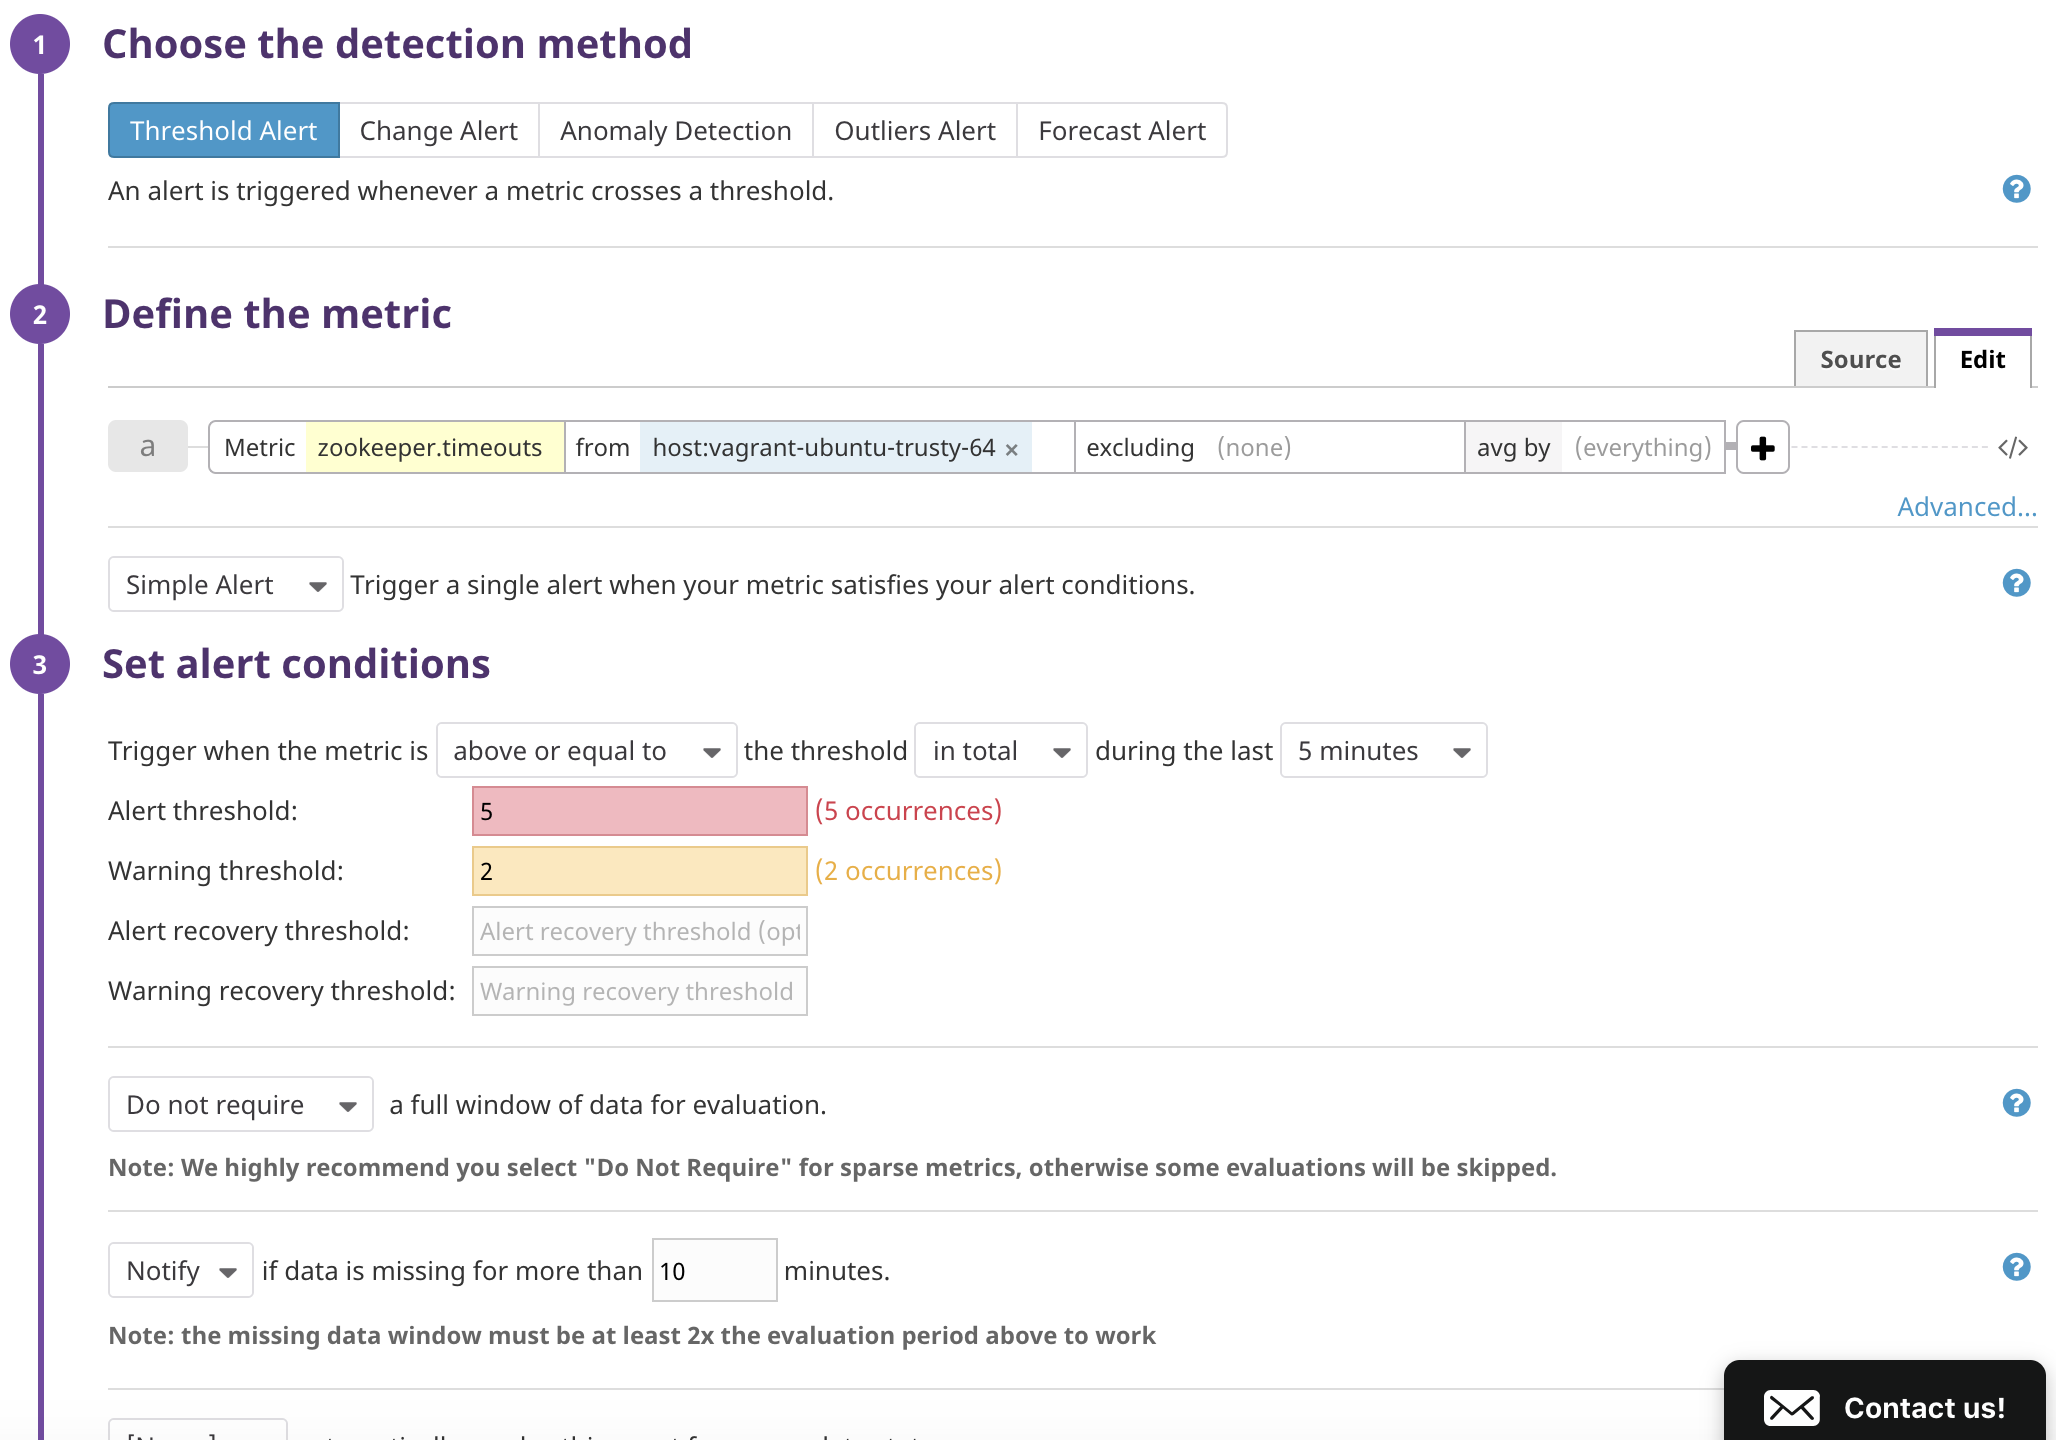 1 Choose the detection method
Threshold Alert Change Alert Anomaly Detection Outliers Alert Forecast Alert
An alert is triggered whenever a metric crosses a threshold. ?
2 Define the metric
Source Edit
a Metric zookeeper.timeouts from host:vagrant-ubuntu-trusty-64 × excluding (none) avg by (everything) + </>
Advanced...
Simple Alert Trigger a single alert when your metric satisfies your alert conditions. ?
3 Set alert conditions
Trigger when the metric is above or equal to the threshold in total during the last 5 minutes
Alert threshold: 5 (5 occurrences)
Warning threshold: 2 (2 occurrences)
Alert recovery threshold: Alert recovery threshold (opt
Warning recovery threshold: Warning recovery threshold
Do not require a full window of data for evaluation. ?
Note: We highly recommend you select "Do Not Require" for sparse metrics, otherwise some evaluations will be skipped.
Notify if data is missing for more than 10 minutes. ?
Note: the missing data window must be at least 2x the evaluation period above to work
Contact us!